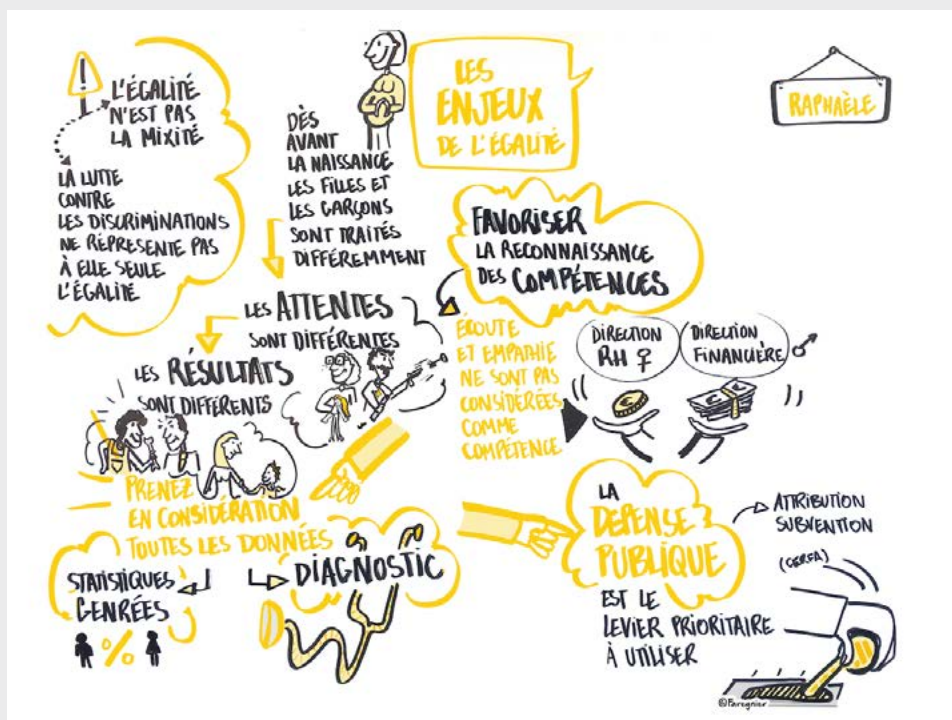 LES
ENJEUX
DE L'ÉGALITÉ
RAPHAÈLE
!
L'ÉGALITÉ
N'EST PAS
LA MIXITÉ
LA LUTTE
CONTRE
LES DISCRIMINATIONS
NE RÉPRESENTE PAS
À ELLE SEULE
L'ÉGALITÉ
DÈS
AVANT
LA NAISSANCE
LES FILLES ET
LES GARÇONS
SONT TRAITÉS
DIFFÉREMMENT
LES ATTENTES
SONT DIFFÉRENTES
LES RÉSULTATS
SONT DIFFÉRENTS
FAVORISER
LA RECONNAISSANCE
DES COMPÉTENCES
ÉCOUTE
ET EMPATHIE
NE SONT PAS
CONSIDÉRÉES
COMME
COMPÉTENCE
DIRECTION
RH ♀
DIRECTION
FINANCIÈRE ♂
PRENEZ
EN CONSIDÉRATION
TOUTES LES DONNÉES
STATISTIQUES
GENRÉES
%
DIAGNOSTIC
LA
DÉPENSE
PUBLIQUE
EST LE
LEVIER PRIORITAIRE
À UTILISER
ATTRIBUTION
SUBVENTION
(CERFA)
@Faregnier